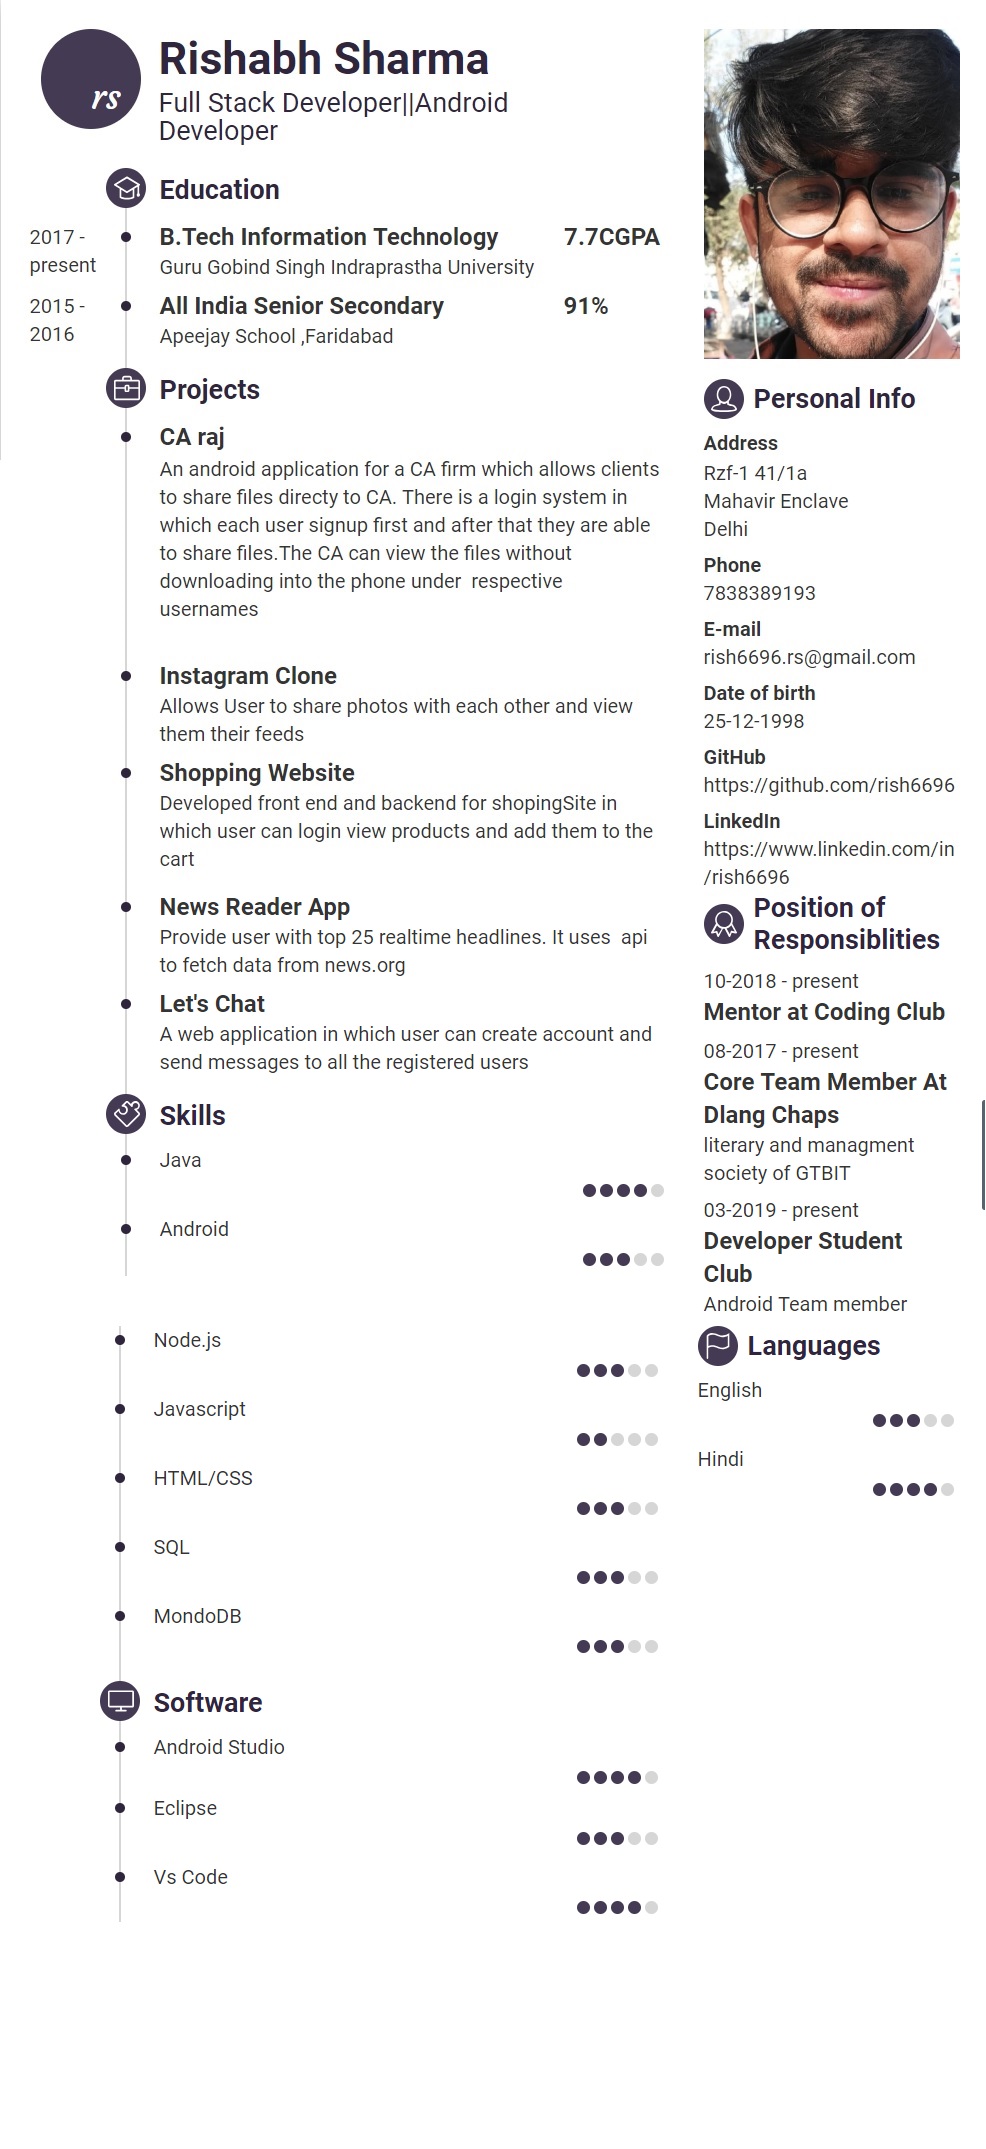 rs
Rishabh Sharma
Full Stack Developer||Android
Developer
Education
2017 -
present
B.Tech Information Technology 7.7CGPA
Guru Gobind Singh Indraprastha University
2015 -
2016
All India Senior Secondary 91%
Apeejay School ,Faridabad
Projects
CA raj
An android application for a CA firm which allows clients
to share files directy to CA. There is a login system in
which each user signup first and after that they are able
to share files.The CA can view the files without
downloading into the phone under  respective
usernames
Instagram Clone
Allows User to share photos with each other and view
them their feeds
Shopping Website
Developed front end and backend for shopingSite in
which user can login view products and add them to the
cart
News Reader App
Provide user with top 25 realtime headlines. It uses  api
to fetch data from news.org
Let's Chat
A web application in which user can create account and
send messages to all the registered users
Skills
Java
Android
Node.js
Javascript
HTML/CSS
SQL
MondoDB
Software
Android Studio
Eclipse
Vs Code
Personal Info
Address
Rzf-1 41/1a
Mahavir Enclave
Delhi
Phone
7838389193
E-mail
rish6696.rs@gmail.com
Date of birth
25-12-1998
GitHub
https://github.com/rish6696
LinkedIn
https://www.linkedin.com/in
/rish6696
Position of
Responsiblities
10-2018 - present
Mentor at Coding Club
08-2017 - present
Core Team Member At
Dlang Chaps
literary and managment
society of GTBIT
03-2019 - present
Developer Student
Club
Android Team member
Languages
English
Hindi